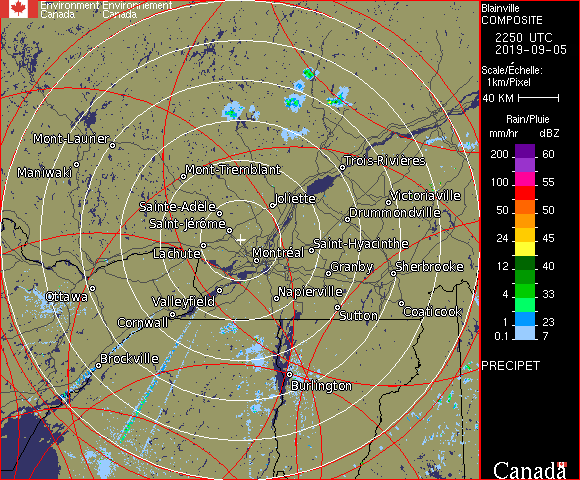 Environment Environnement
Canada Canada
Blainville
COMPOSITE
2250 UTC
2019-09-05
Scale/Échelle:
1km/Pixel
40 KM
Rain/Pluie
mm/hr dBZ
200 60
100 55
50 50
24 45
12 40
4 33
1 23
0.1 7
PRECIPET
Mont-Laurier
Maniwaki
Mont-Tremblant
Trois-Rivières
Joliette
Victoriaville
Sainte-Adèle
Drummondville
Saint-Jérôme
Saint-Hyacinthe
Lachute
Montréal
Granby
Sherbrooke
Ottawa
Valleyfield
Napierville
Cornwall
Sutton
Coaticook
Brockville
Burlington
Canada